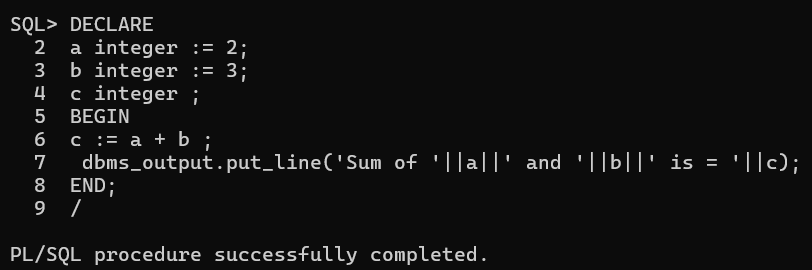 SQL> DECLARE
  2  a integer := 2;
  3  b integer := 3;
  4  c integer ;
  5  BEGIN
  6  c := a + b ;
  7   dbms_output.put_line('Sum of '||a||' and '||b||' is = '||c);
  8  END;
  9  /

PL/SQL procedure successfully completed.